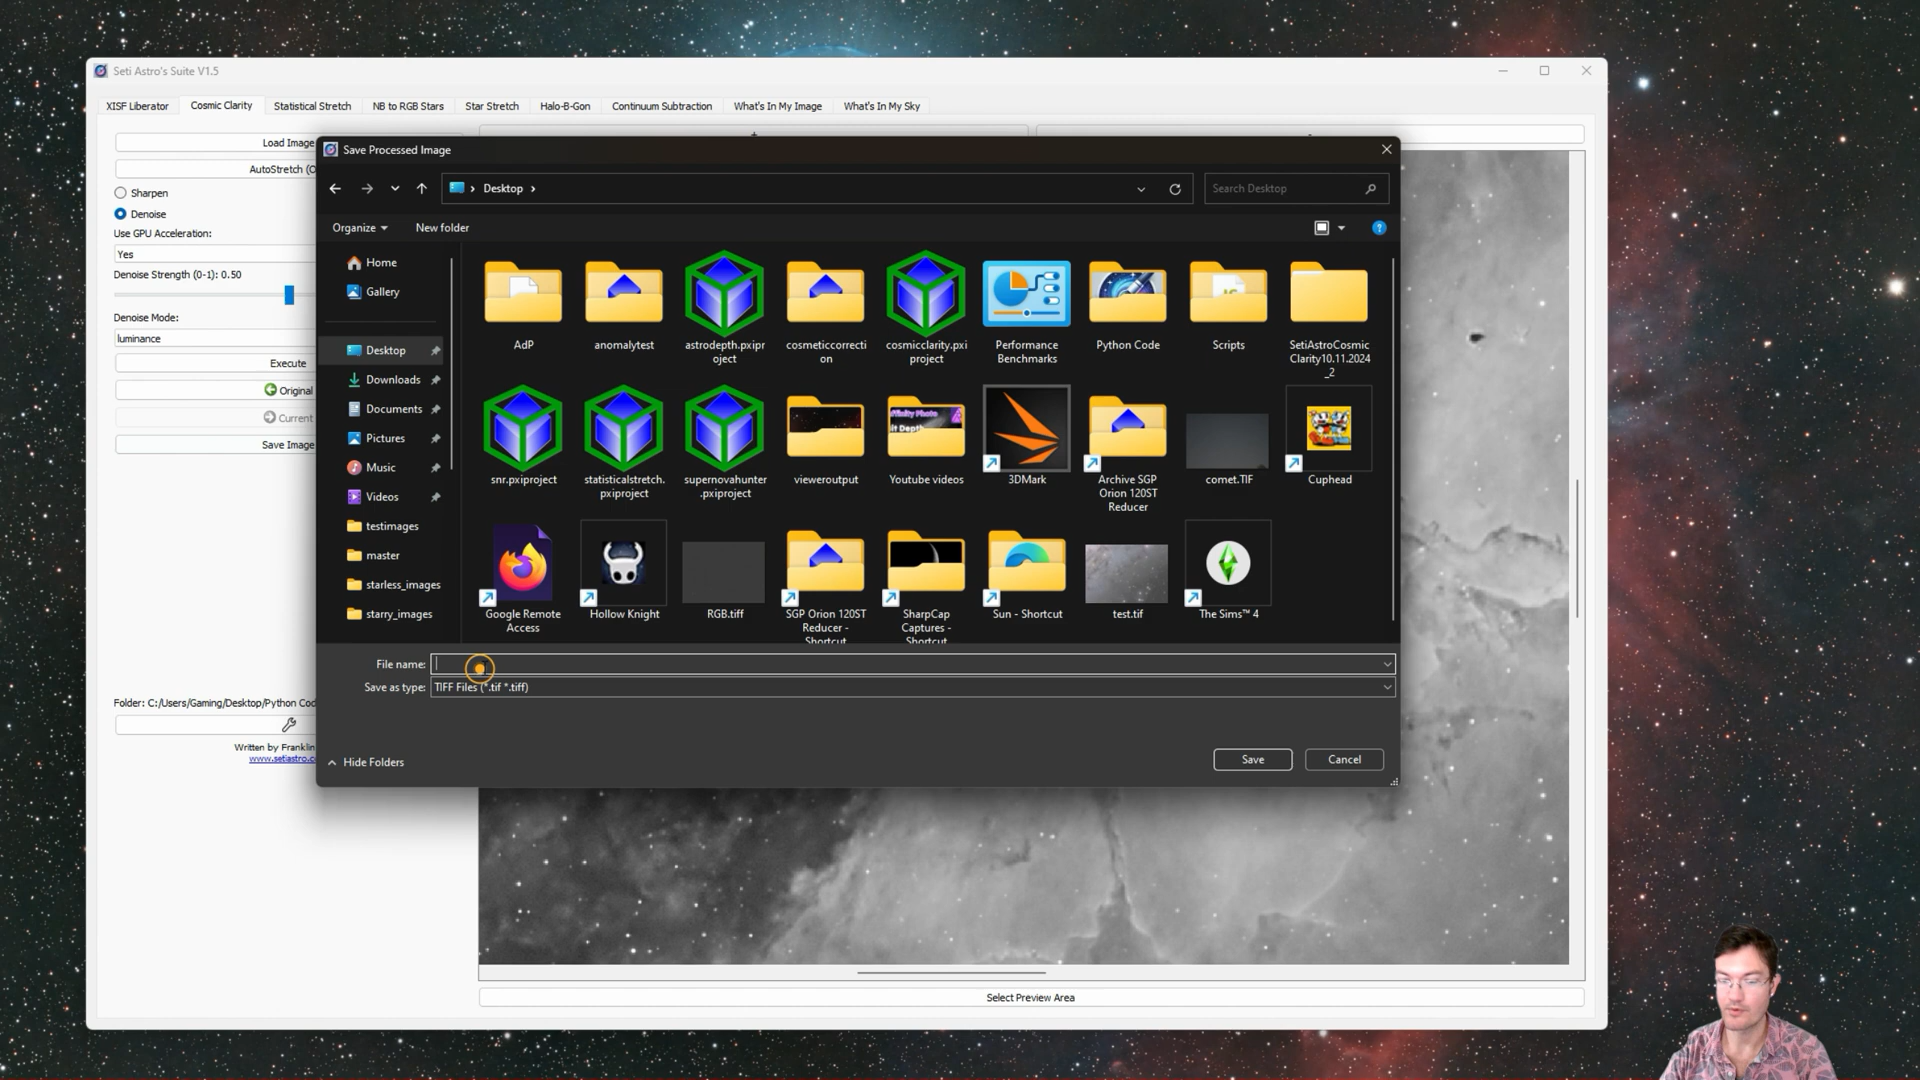 Seti Astro's Suite V1.5
XISF Liberator
Cosmic Clarity
Statistical Stretch
NB to RGB Stars
Star Stretch
Halo-B-Gon
Continuum Subtraction
What's In My Image
What's In My Sky
Load Image
AutoStretch (O
Sharpen
Denoise
Use GPU Acceleration:
Yes
Denoise Strength (0-1): 0.50
Denoise Mode:
luminance
Execute
Original
Current
Save Image
Folder: C:/Users/Gaming/Desktop/Python Cod
Written by Franklin
www.setiastro.c
Save Processed Image
Desktop
Search Desktop
Organize
New folder
Home
Gallery
Desktop
Downloads
Documents
Pictures
Music
Videos
testimages
master
starless_images
starry_images
AdP
anomalytest
astrodepth.pxipr
oject
cosmeticcorrecti
on
cosmicclarity.pxi
project
Performance
Benchmarks
Python Code
Scripts
SetiAstroCosmic
Clarity10.11.2024
_2
snr.pxiproject
statisticalstretch.
pxiproject
supernovahunter
.pxiproject
vieweroutput
Youtube videos
3DMark
Archive SGP
Orion 120ST
Reducer
comet.TIF
Cuphead
Google Remote
Access
Hollow Knight
RGB.tiff
SGP Orion 120ST
Reducer -
Shortcut
SharpCap
Captures -
Shortcut
Sun - Shortcut
test.tif
The Sims™ 4
File name:
Save as type:
TIFF Files (*.tif *.tiff)
Hide Folders
Save
Cancel
Select Preview Area